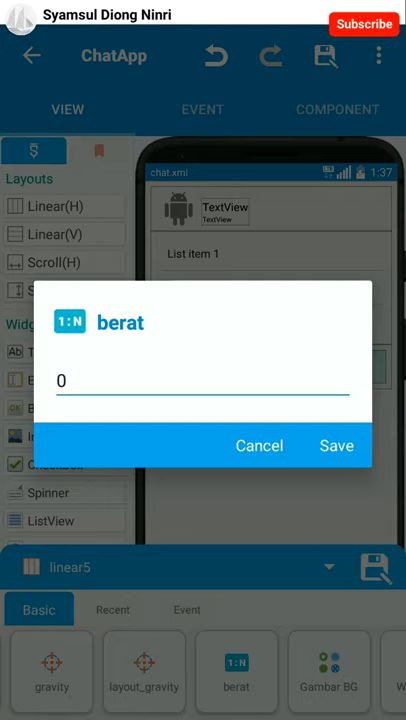 Syamsul Diong Ninri
Subscribe
ChatApp
VIEW
EVENT
COMPONENT
Layouts
Linear(H)
Linear(V)
Scroll(H)
chat.xml
1:37
TextView
TextView
List item 1
1:N
berat
0
Cancel
Save
Spinner
ListView
linear5
Basic
Recent
Event
gravity
layout_gravity
1:N
berat
Gambar BG